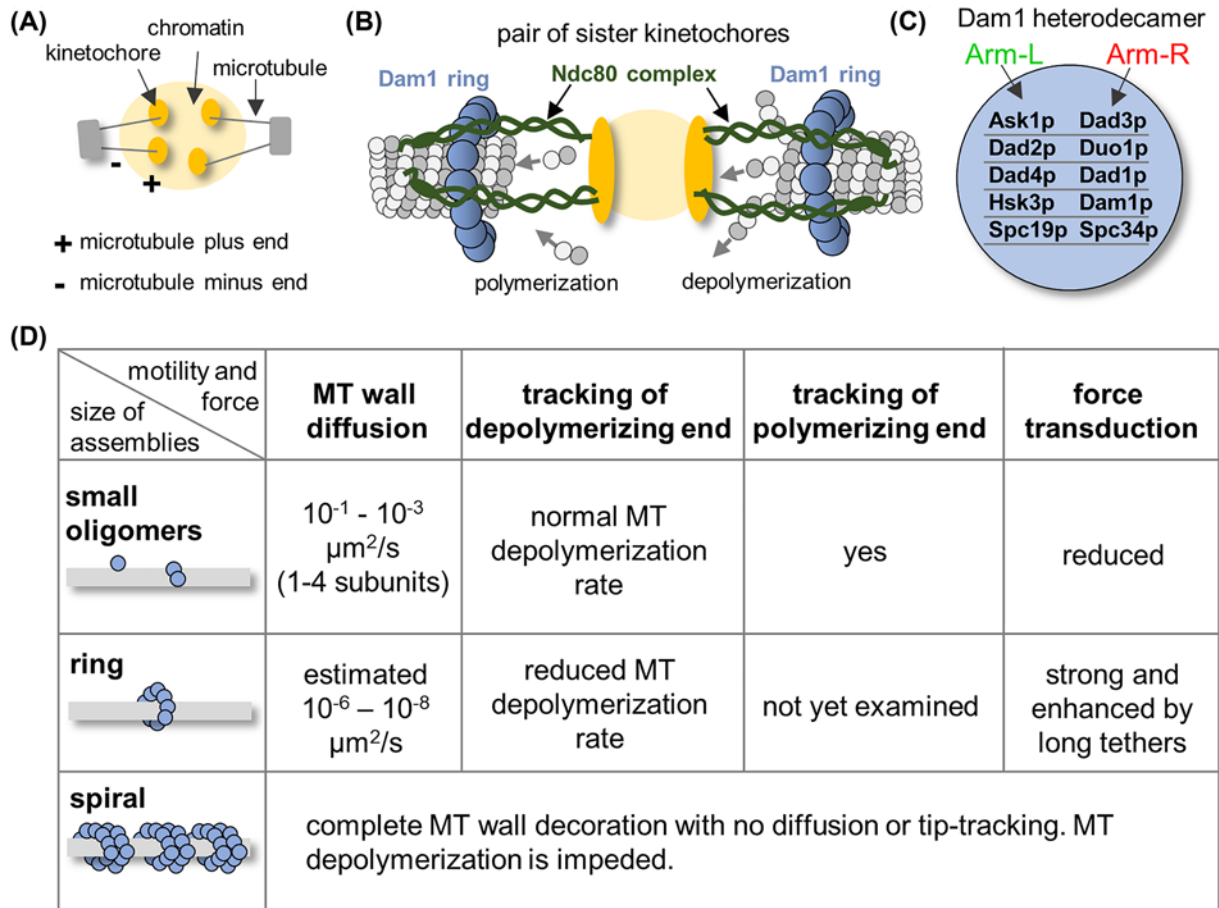 (A)
chromatin
kinetochore
microtubule
-
+
+ microtubule plus end
- microtubule minus end
(B)
pair of sister kinetochores
Dam1 ring
Ndc80 complex
Dam1 ring
polymerization
depolymerization
(C)
Dam1 heterodecamer
Arm-L Arm-R
Ask1p Dad3p
Dad2p Duo1p
Dad4p Dad1p
Hsk3p Dam1p
Spc19p Spc34p
(D)
motility and
force
size of
assemblies
MT wall
diffusion
tracking of
depolymerizing end
tracking of
polymerizing end
force
transduction
small
oligomers
10⁻¹ - 10⁻³
µm²/s
(1-4 subunits)
normal MT
depolymerization
rate
yes
reduced
ring
estimated
10⁻⁶ – 10⁻⁸
µm²/s
reduced MT
depolymerization
rate
not yet examined
strong and
enhanced by
long tethers
spiral
complete MT wall decoration with no diffusion or tip-tracking. MT
depolymerization is impeded.